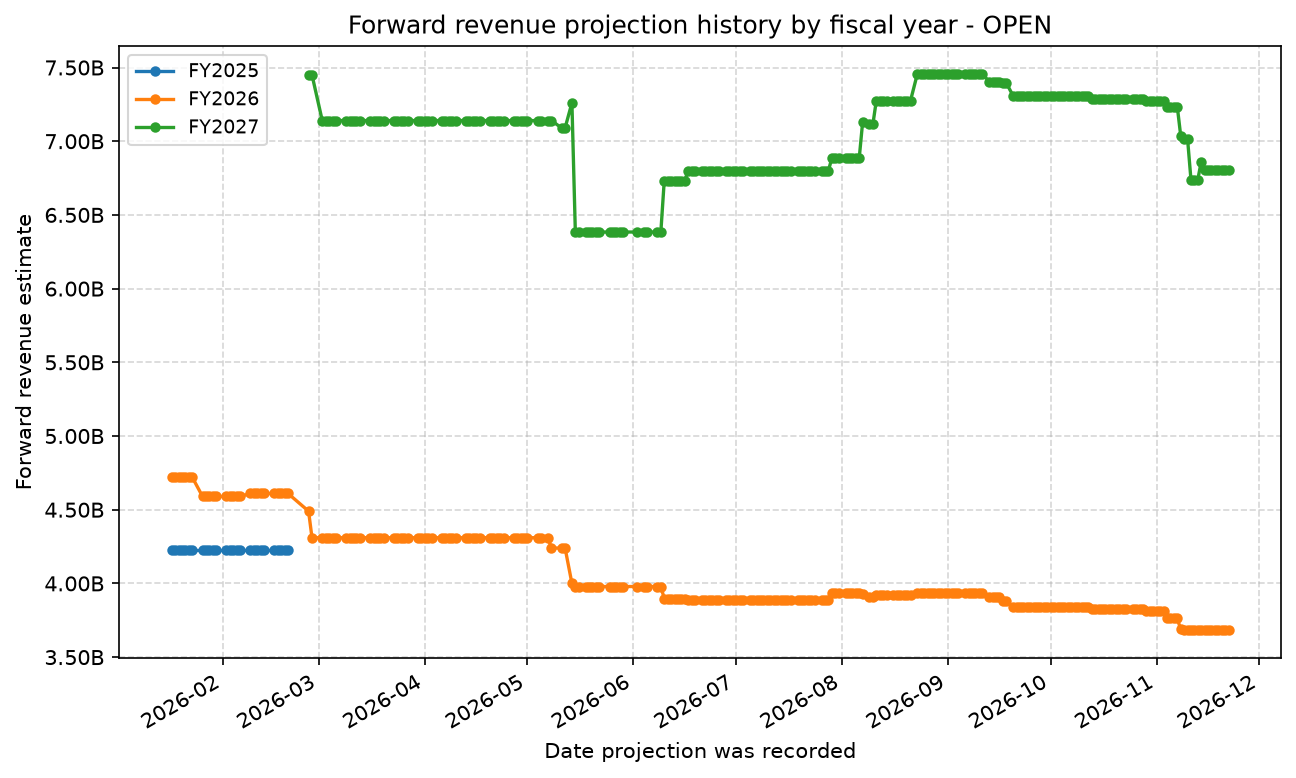 Forward revenue projection history by fiscal year - OPEN
FY2025
FY2026
FY2027
Forward revenue estimate
7.50B
7.00B
6.50B
6.00B
5.50B
5.00B
4.50B
4.00B
3.50B
2026-02
2026-03
2026-04
2026-05
2026-06
2026-07
2026-08
2026-09
2026-10
2026-11
2026-12
Date projection was recorded